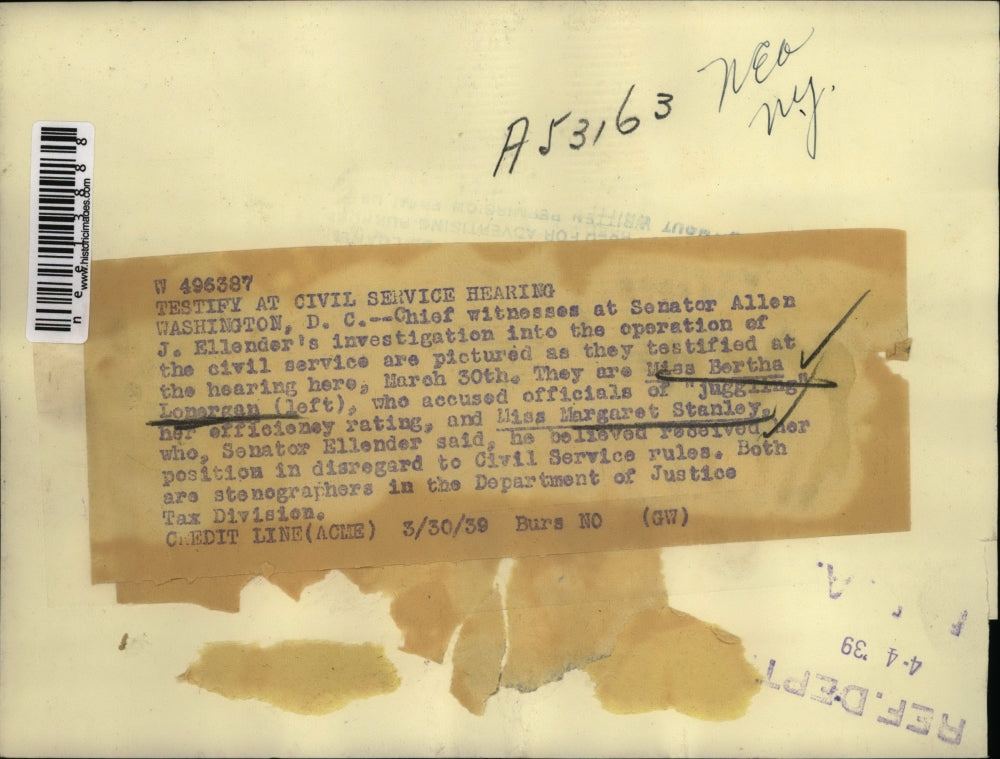 A53163
NEA
N.Y.
nee13888
www.historicimages.com
W 496387
TESTIFY AT CIVIL SERVICE HEARING
WASHINGTON, D. C.--Chief witnesses at Senator Allen
J. Ellender's investigation into the operation of
the civil service are pictured as they testified at
the hearing here, March 30th. They are Miss Bertha
Lonergan (left), who accused officials of "juggling"
her efficiency rating, and Miss Margaret Stanley,
who, Senator Ellender said, he believed received her
position in disregard to Civil Service rules. Both
are stenographers in the Department of Justice
Tax Division.
CREDIT LINE(ACME) 3/30/39 Burs NO (GW)
REF. DEPT.
4-4-39